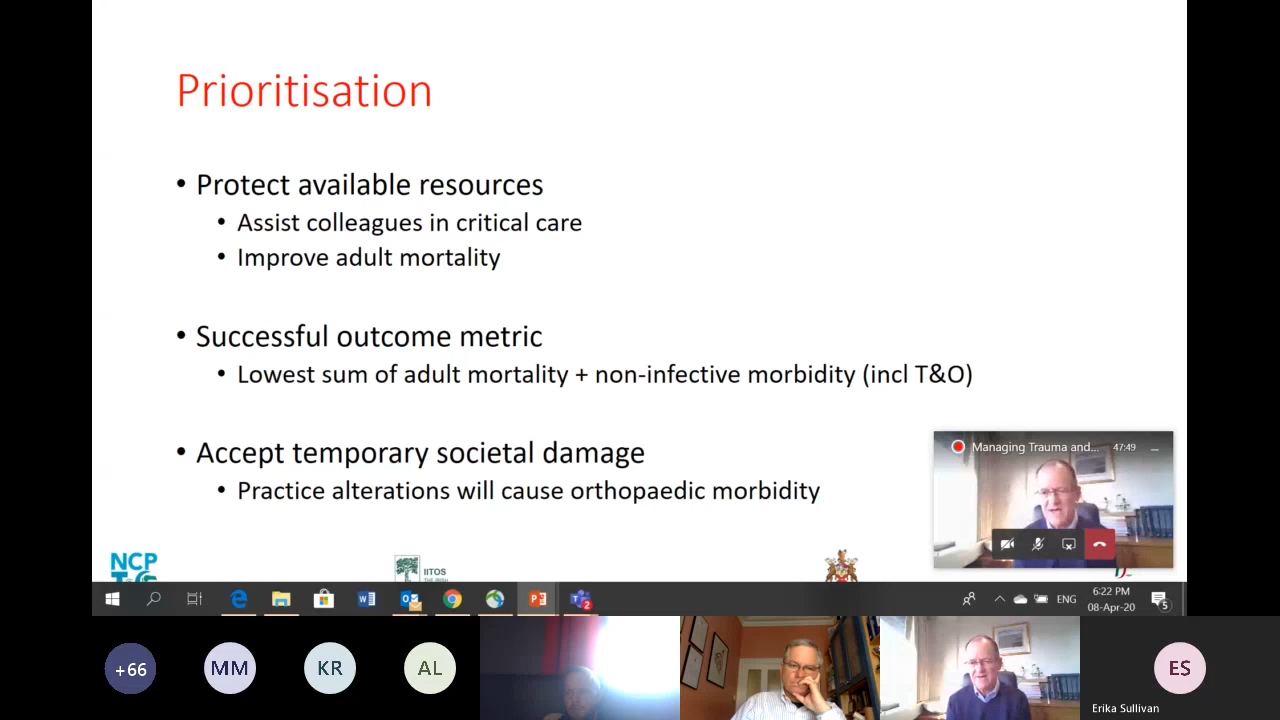 Prioritisation
• Protect available resources
• Assist colleagues in critical care
• Improve adult mortality
• Successful outcome metric
• Lowest sum of adult mortality + non-infective morbidity (incl T&O)
• Accept temporary societal damage
• Practice alterations will cause orthopaedic morbidity
Managing Trauma and... 47:49
NCP
IITOS
ENG
6:22 PM
08-Apr-20
5
2
+66
MM
KR
AL
ES
Erika Sullivan